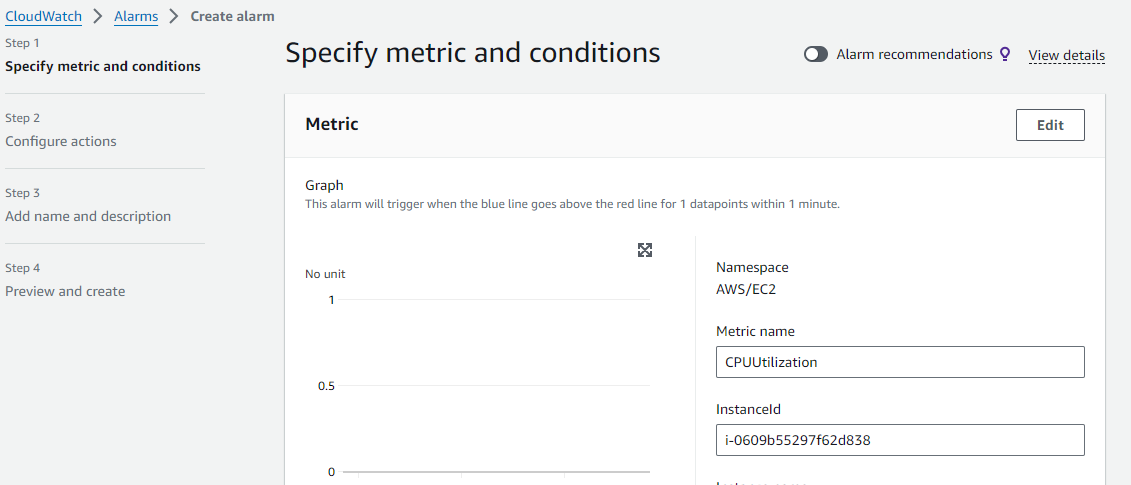 CloudWatch > Alarms > Create alarm
Step 1
Specify metric and conditions
Step 2
Configure actions
Step 3
Add name and description
Step 4
Preview and create
Specify metric and conditions
Alarm recommendations View details
Metric
Edit
Graph
This alarm will trigger when the blue line goes above the red line for 1 datapoints within 1 minute.
No unit
1
0.5
0
Namespace
AWS/EC2
Metric name
CPUUtilization
InstanceId
i-0609b55297f62d838